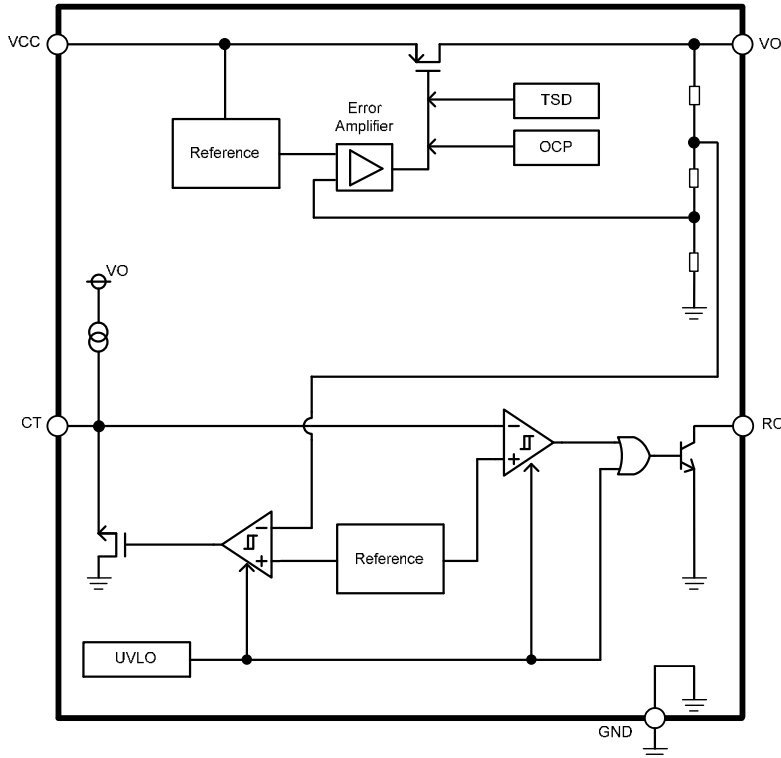 VCC
VO
TSD
Error
Amplifier
Reference
OCP
VO
CT
RO
Reference
UVLO
GND